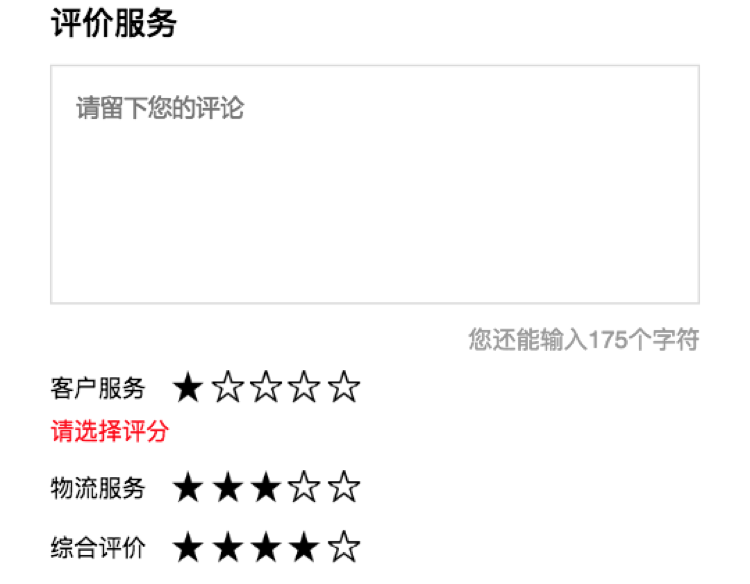 评价服务
请留下您的评论
您还能输入175个字符
客户服务 ★☆☆☆☆
请选择评分
物流服务 ★★★☆☆
综合评价 ★★★★☆